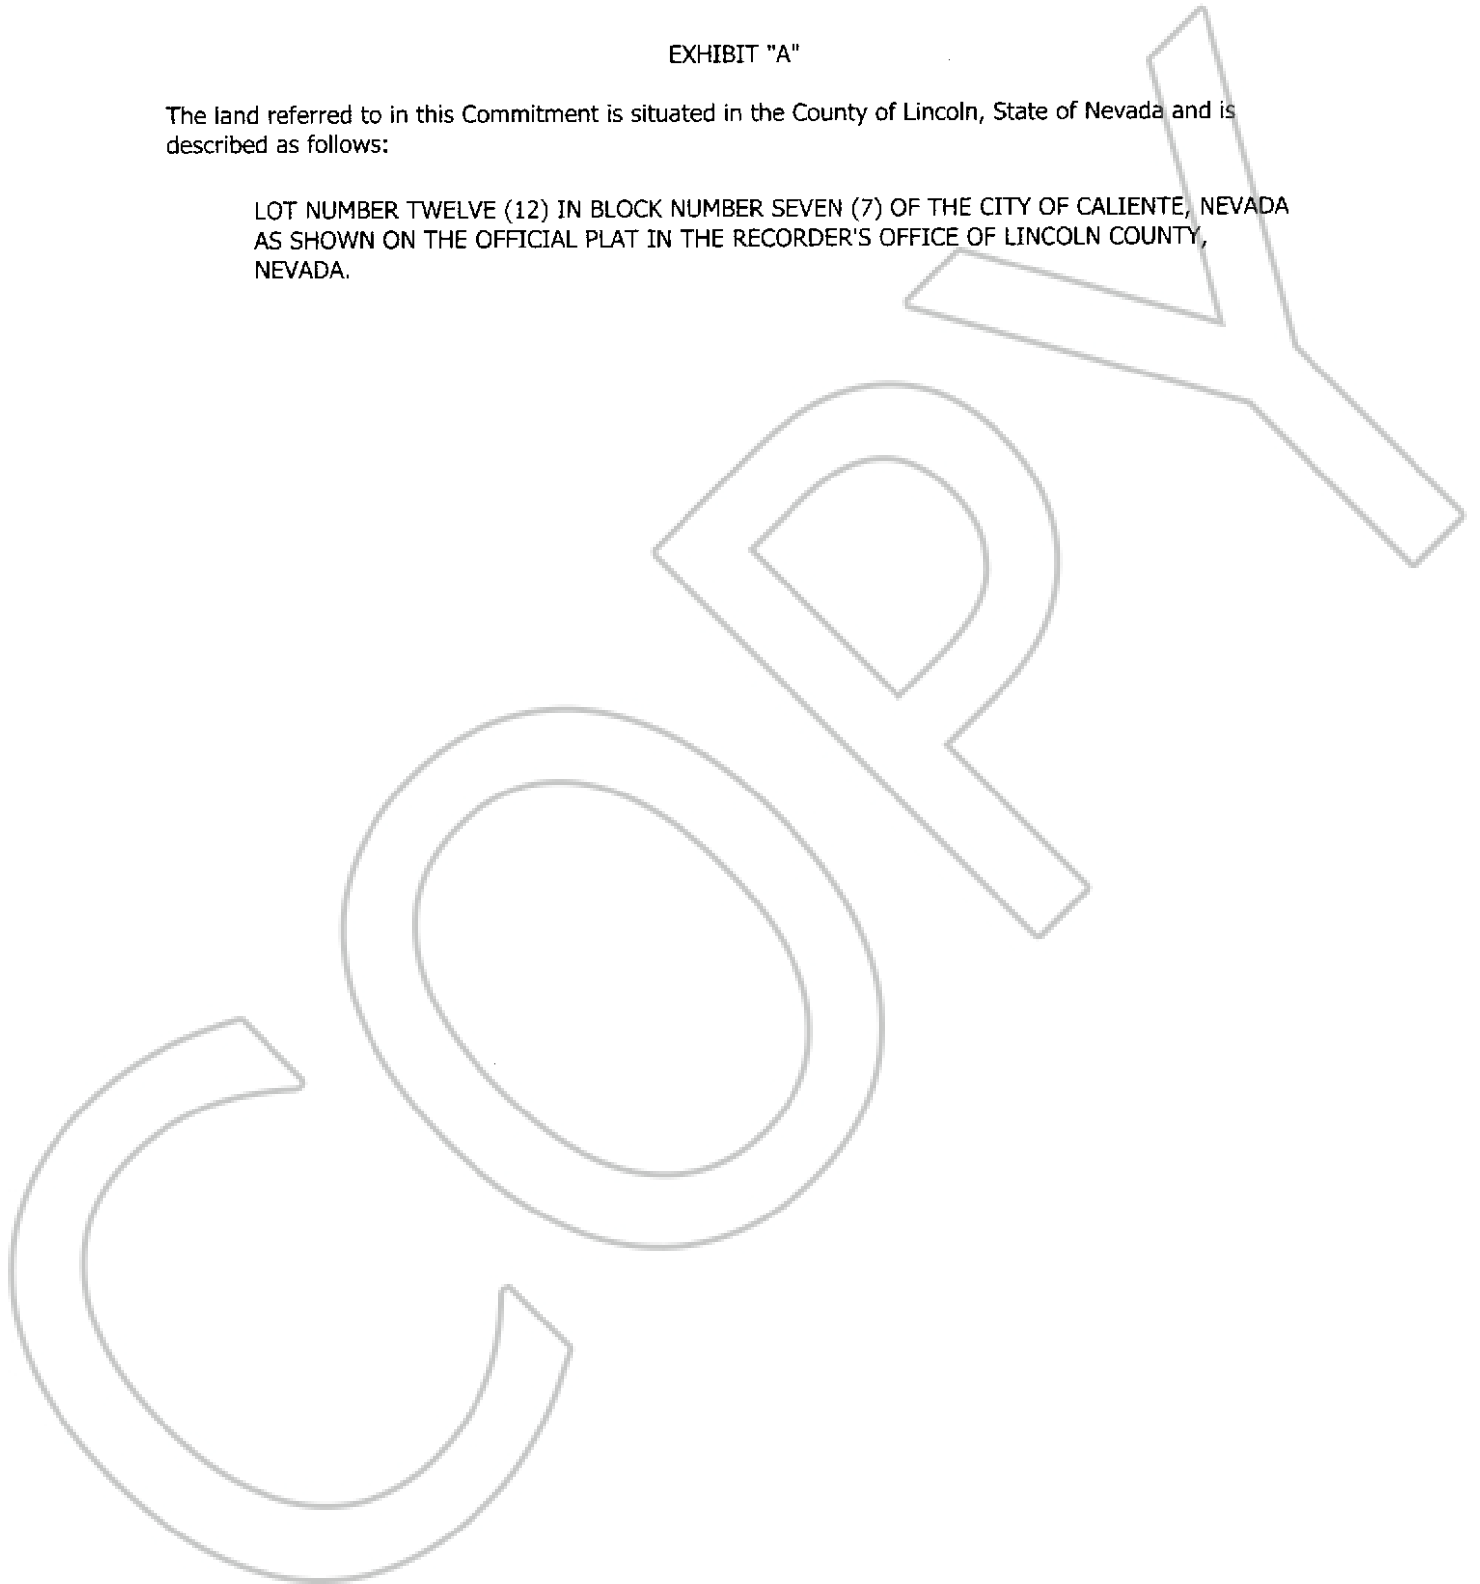 EXHIBIT "A"
The land referred to in this Commitment is situated in the County of Lincoln, State of Nevada and is
described as follows:
LOT NUMBER TWELVE (12) IN BLOCK NUMBER SEVEN (7) OF THE CITY OF CALIENTE, NEVADA
AS SHOWN ON THE OFFICIAL PLAT IN THE RECORDER'S OFFICE OF LINCOLN COUNTY,
NEVADA.
COPY